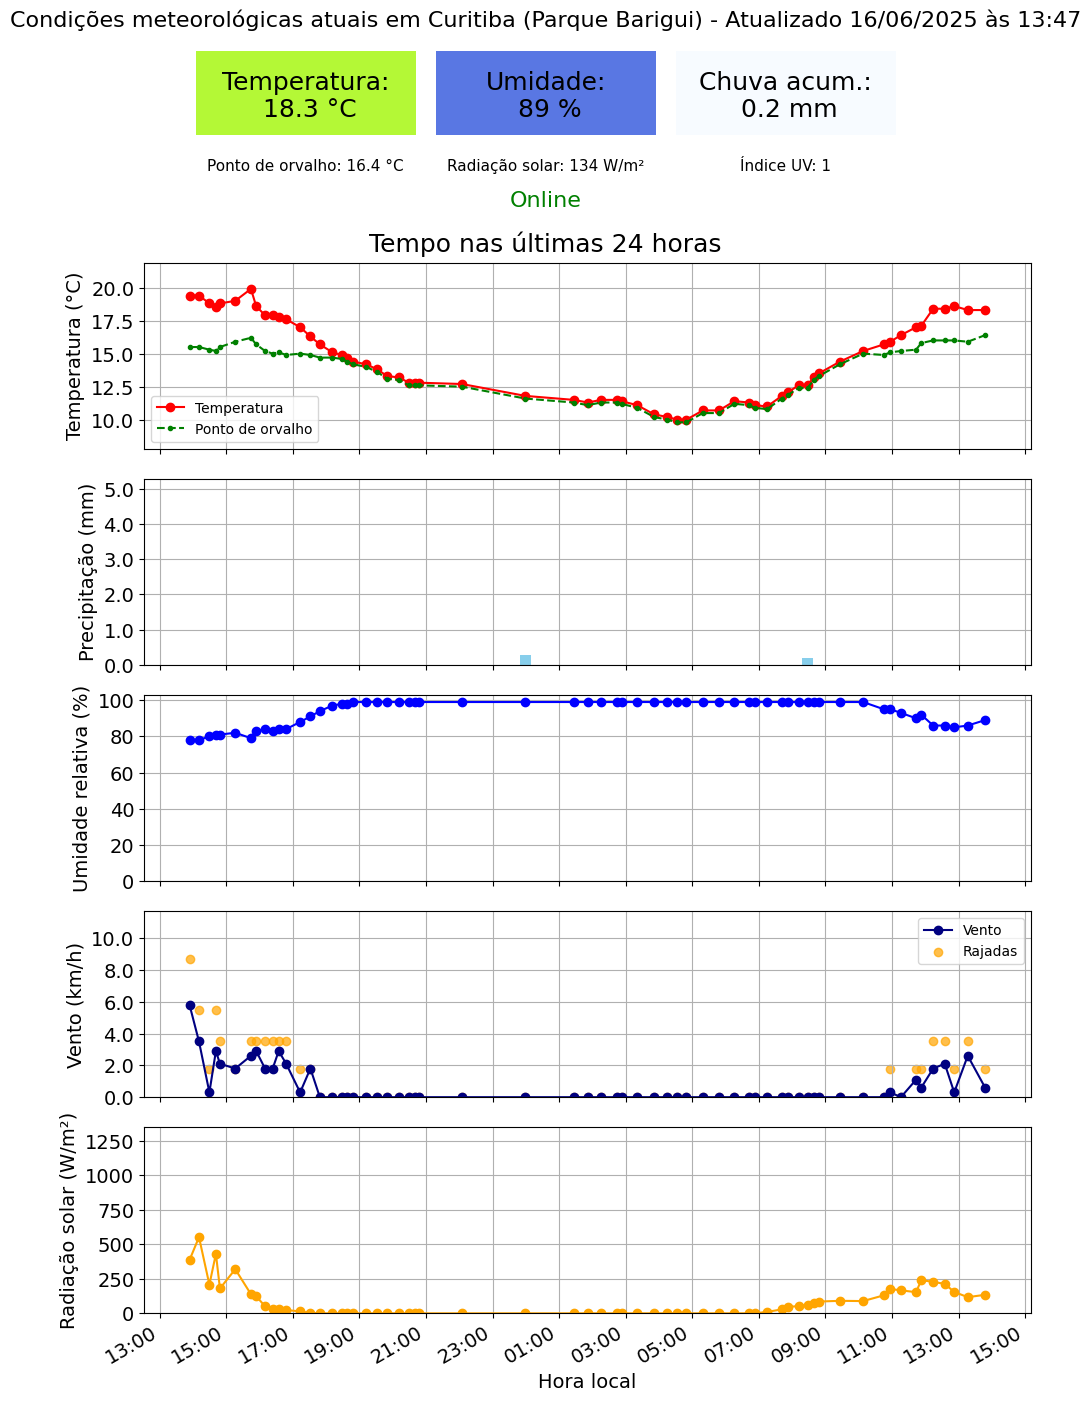 Condições meteorológicas atuais em Curitiba (Parque Barigui) - Atualizado 16/06/2025 às 13:47
Temperatura:
18.3 °C
Umidade:
89 %
Chuva acum.:
0.2 mm
Ponto de orvalho: 16.4 °C
Radiação solar: 134 W/m²
Índice UV: 1
Online
Tempo nas últimas 24 horas
Temperatura (°C)
20.0
17.5
15.0
12.5
10.0
Temperatura
Ponto de orvalho
Precipitação (mm)
5.0
4.0
3.0
2.0
1.0
0.0
Umidade relativa (%)
100
80
60
40
20
0
Vento (km/h)
10.0
8.0
6.0
4.0
2.0
0.0
Vento
Rajadas
Radiação solar (W/m²)
1250
1000
750
500
250
0
13:00
15:00
17:00
19:00
21:00
23:00
01:00
03:00
05:00
07:00
09:00
11:00
13:00
15:00
Hora local